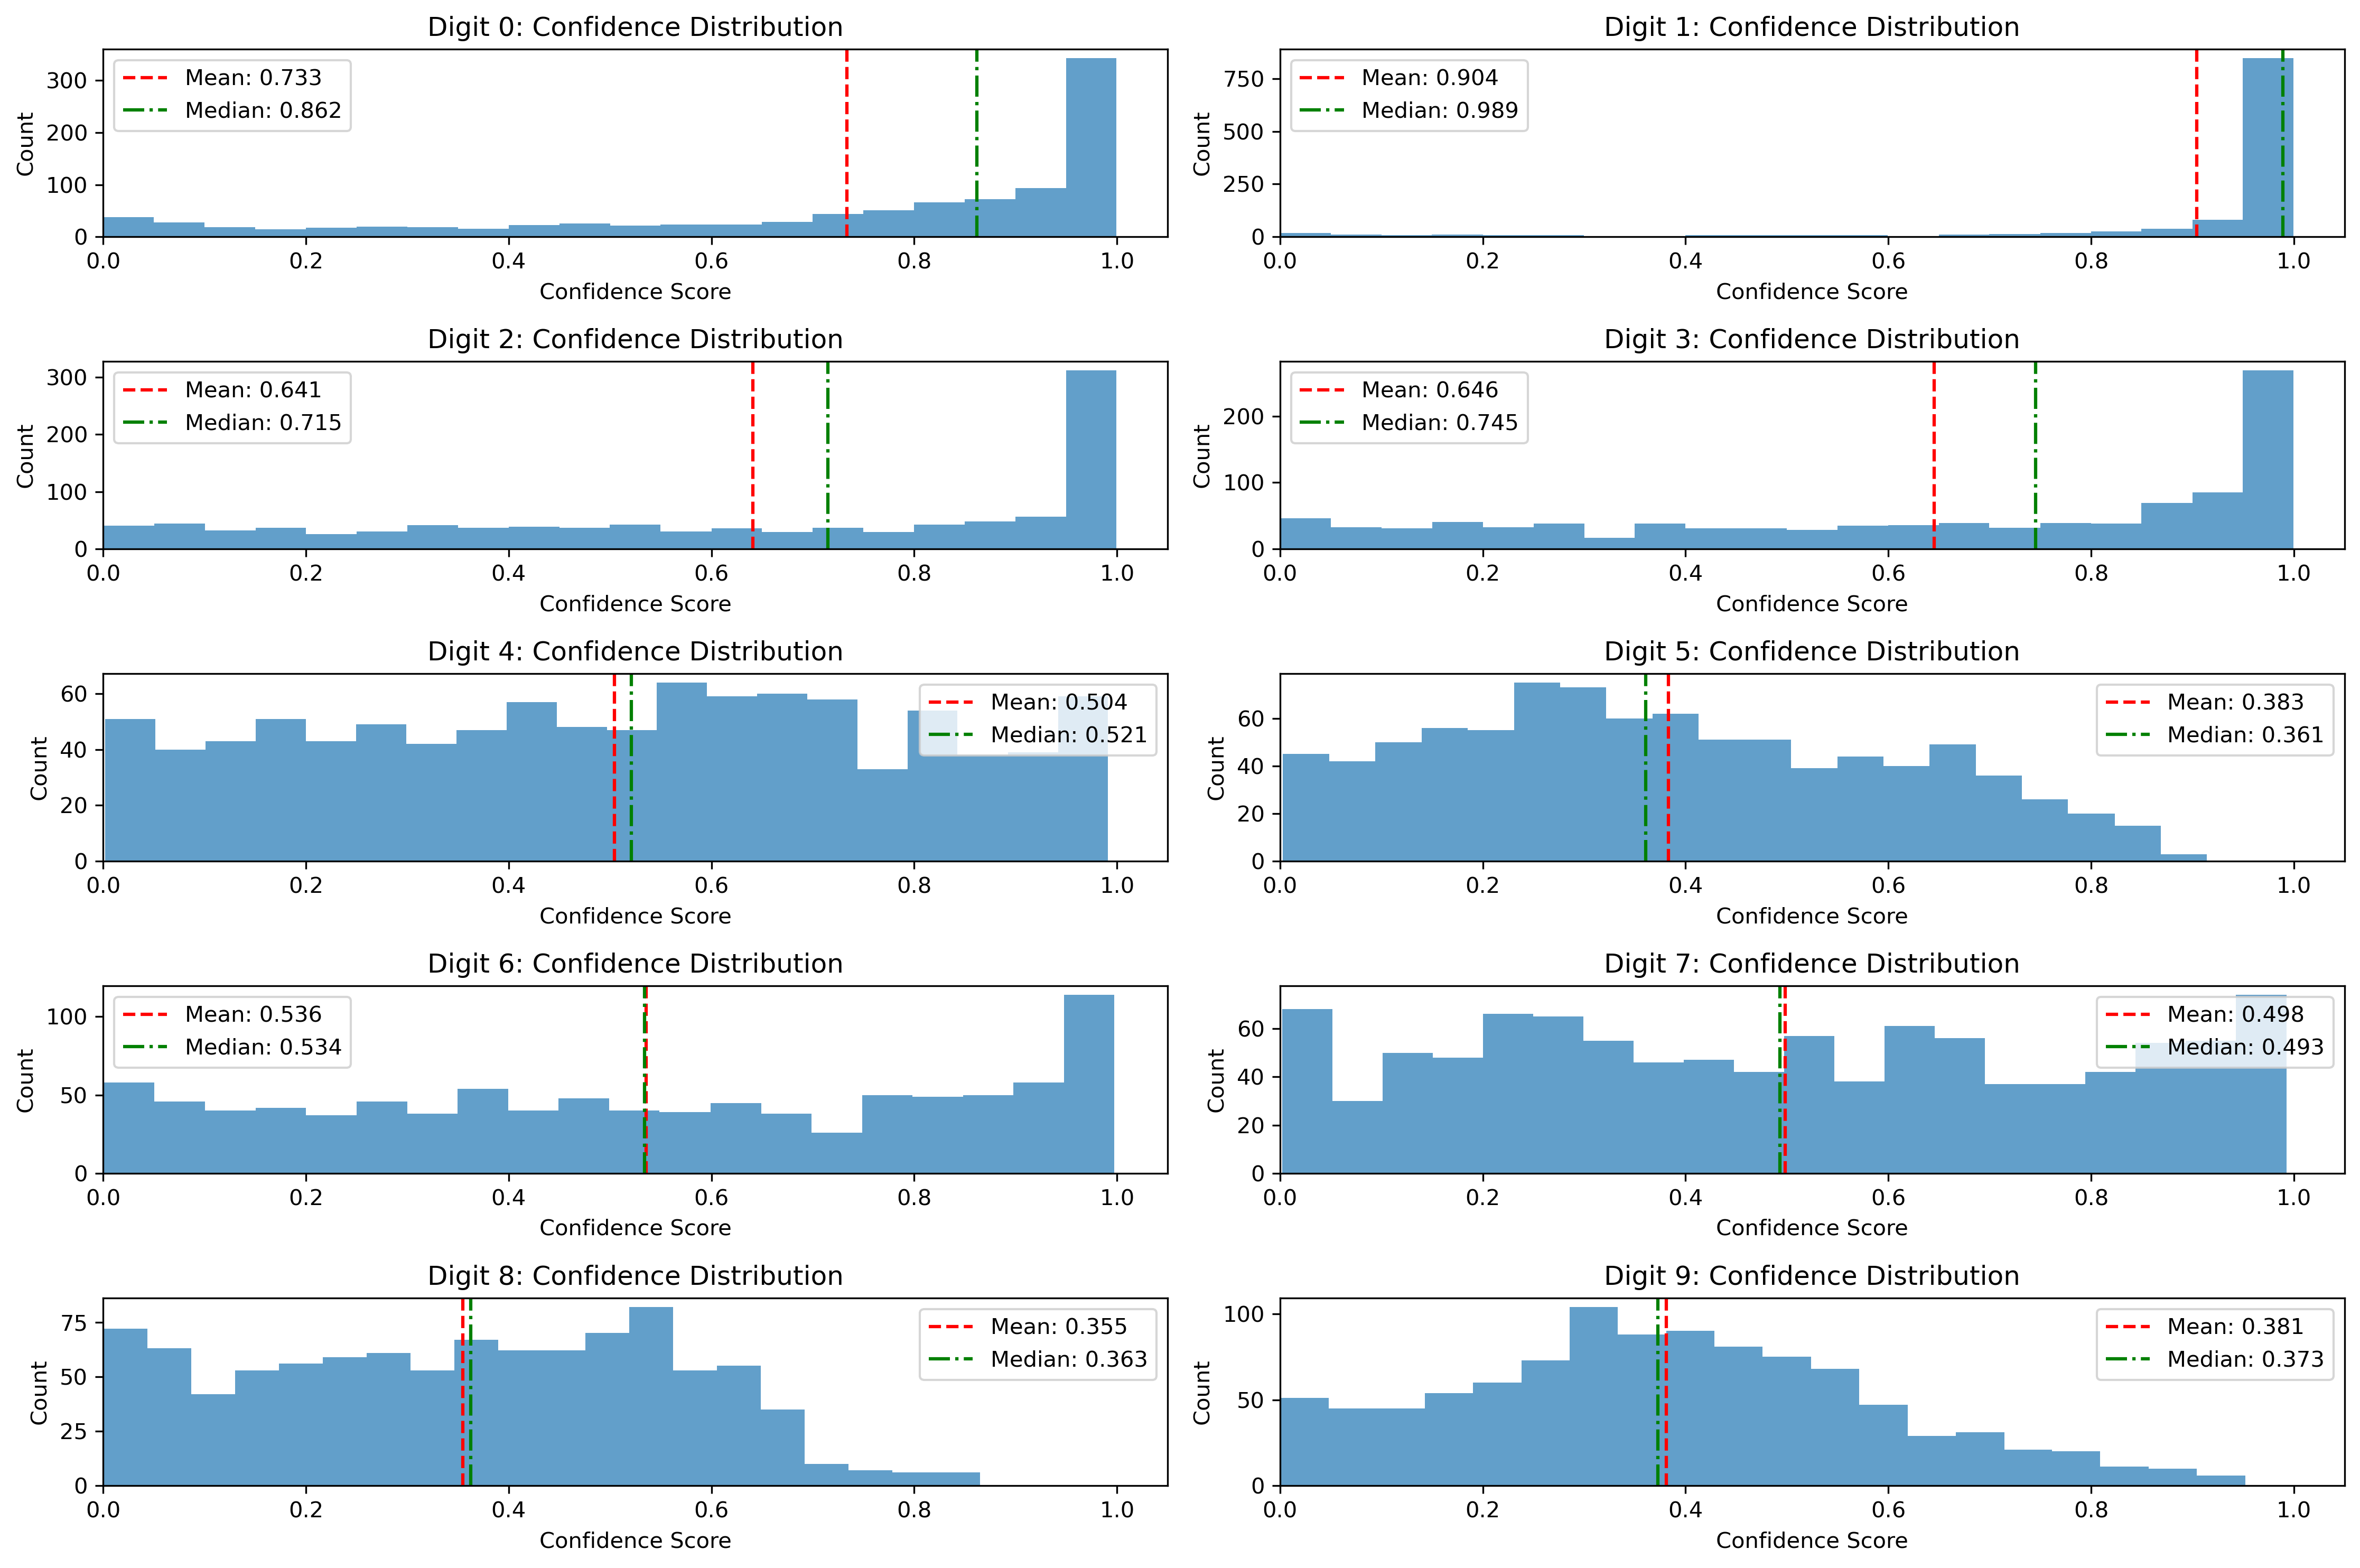 Digit 0: Confidence Distribution
Mean: 0.733
Median: 0.862
Count
300
200
100
0
0.0 0.2 0.4 0.6 0.8 1.0
Confidence Score
Digit 1: Confidence Distribution
Mean: 0.904
Median: 0.989
Count
750
500
250
0
0.0 0.2 0.4 0.6 0.8 1.0
Confidence Score
Digit 2: Confidence Distribution
Mean: 0.641
Median: 0.715
Count
300
200
100
0
0.0 0.2 0.4 0.6 0.8 1.0
Confidence Score
Digit 3: Confidence Distribution
Mean: 0.646
Median: 0.745
Count
200
100
0
0.0 0.2 0.4 0.6 0.8 1.0
Confidence Score
Digit 4: Confidence Distribution
Mean: 0.504
Median: 0.521
Count
60
40
20
0
0.0 0.2 0.4 0.6 0.8 1.0
Confidence Score
Digit 5: Confidence Distribution
Mean: 0.383
Median: 0.361
Count
60
40
20
0
0.0 0.2 0.4 0.6 0.8 1.0
Confidence Score
Digit 6: Confidence Distribution
Mean: 0.536
Median: 0.534
Count
100
50
0
0.0 0.2 0.4 0.6 0.8 1.0
Confidence Score
Digit 7: Confidence Distribution
Mean: 0.498
Median: 0.493
Count
60
40
20
0
0.0 0.2 0.4 0.6 0.8 1.0
Confidence Score
Digit 8: Confidence Distribution
Mean: 0.355
Median: 0.363
Count
75
50
25
0
0.0 0.2 0.4 0.6 0.8 1.0
Confidence Score
Digit 9: Confidence Distribution
Mean: 0.381
Median: 0.373
Count
100
50
0
0.0 0.2 0.4 0.6 0.8 1.0
Confidence Score